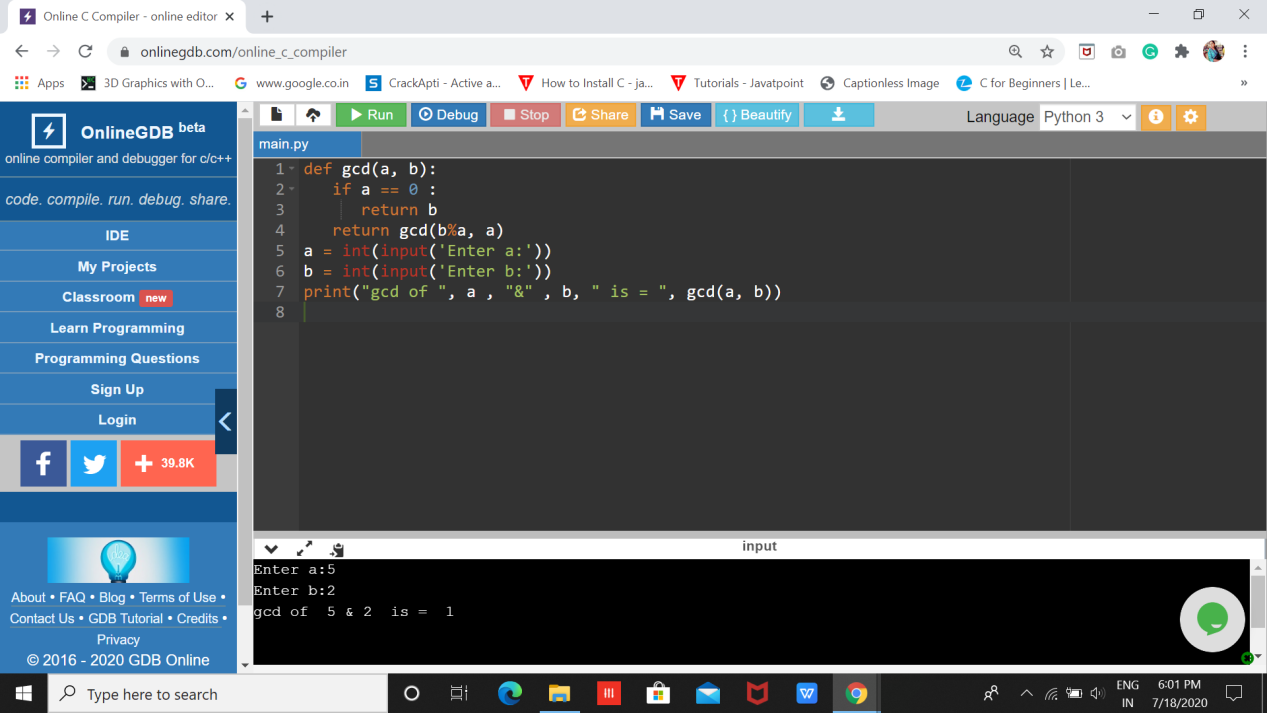 Online C Compiler - online editor
onlinegdb.com/online_c_compiler
Apps 3D Graphics with O... www.google.co.in CrackApti - Active a... How to Install C - ja... Tutorials - Javatpoint Captionless Image C for Beginners | Le... »
OnlineGDB beta
online compiler and debugger for c/c++
code. compile. run. debug. share.
IDE
My Projects
Classroom new
Learn Programming
Programming Questions
Sign Up
Login
f + 39.8K
About • FAQ • Blog • Terms of Use •
Contact Us • GDB Tutorial • Credits •
Privacy
© 2016 - 2020 GDB Online
Run Debug Stop Share Save { } Beautify
Language Python 3
main.py
1 def gcd(a, b):
2    if a == 0 :
3       return b
4    return gcd(b%a, a)
5 a = int(input('Enter a:'))
6 b = int(input('Enter b:'))
7 print("gcd of ", a , "&" , b, " is = ", gcd(a, b))
8
input
Enter a:5
Enter b:2
gcd of  5 & 2  is =  1
Type here to search
ENG
IN
6:01 PM
7/18/2020